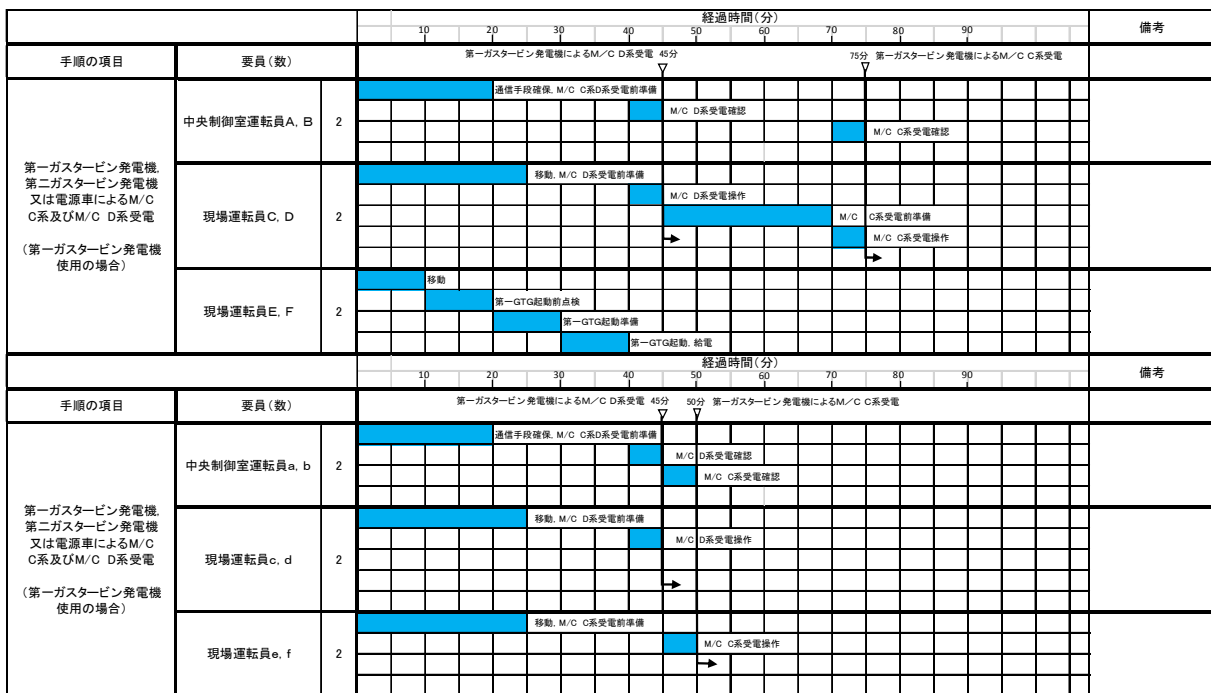 経過時間(分)
備考
10 20 30 40 50 60 70 80 90
手順の項目
要員(数)
第一ガスタービン発電機によるM/C D系受電 45分
75分 第一ガスタービン発電機によるM/C C系受電
第一ガスタービン発電機,
第二ガスタービン発電機
又は電源車によるM/C
C系及びM/C D系受電
(第一ガスタービン発電機
使用の場合)
中央制御室運転員A, B
2
通信手段確保, M/C C系D系受電前準備
M/C D系受電確認
M/C C系受電確認
現場運転員C, D
2
移動, M/C D系受電前準備
M/C D系受電操作
M/C C系受電前準備
M/C C系受電操作
現場運転員E, F
2
移動
第一GTG起動前点検
第一GTG起動準備
第一GTG起動, 給電
経過時間(分)
備考
10 20 30 40 50 60 70 80 90
手順の項目
要員(数)
第一ガスタービン発電機によるM/C D系受電 45分
50分 第一ガスタービン発電機によるM/C C系受電
第一ガスタービン発電機,
第二ガスタービン発電機
又は電源車によるM/C
C系及びM/C D系受電
(第一ガスタービン発電機
使用の場合)
中央制御室運転員a, b
2
通信手段確保, M/C C系D系受電前準備
M/C D系受電確認
M/C C系受電確認
現場運転員c, d
2
移動, M/C D系受電前準備
M/C D系受電操作
現場運転員e, f
2
移動, M/C C系受電前準備
M/C C系受電操作